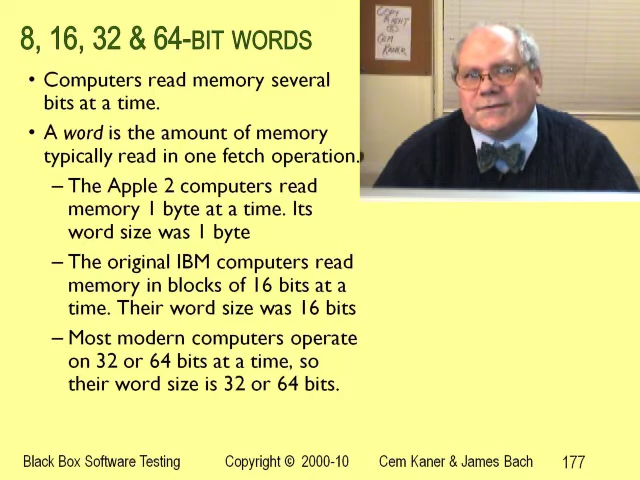 8, 16, 32 & 64-BIT WORDS
• Computers read memory several
bits at a time.
• A word is the amount of memory
typically read in one fetch operation.
– The Apple 2 computers read
memory 1 byte at a time. Its
word size was 1 byte
– The original IBM computers read
memory in blocks of 16 bits at a
time. Their word size was 16 bits
– Most modern computers operate
on 32 or 64 bits at a time, so
their word size is 32 or 64 bits.
COPY
RIGHT
©
CEM
KANER
Black Box Software Testing Copyright © 2000-10 Cem Kaner & James Bach 177